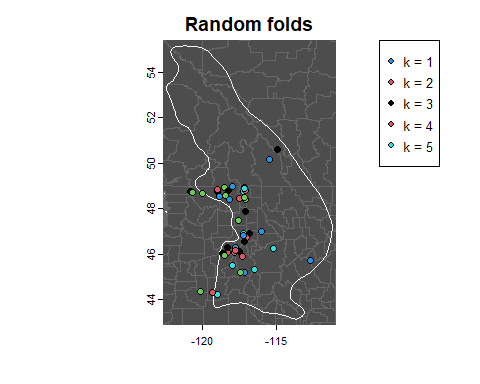 Random folds
k = 1
k = 2
k = 3
k = 4
k = 5
54
52
50
48
46
44
-120
-115